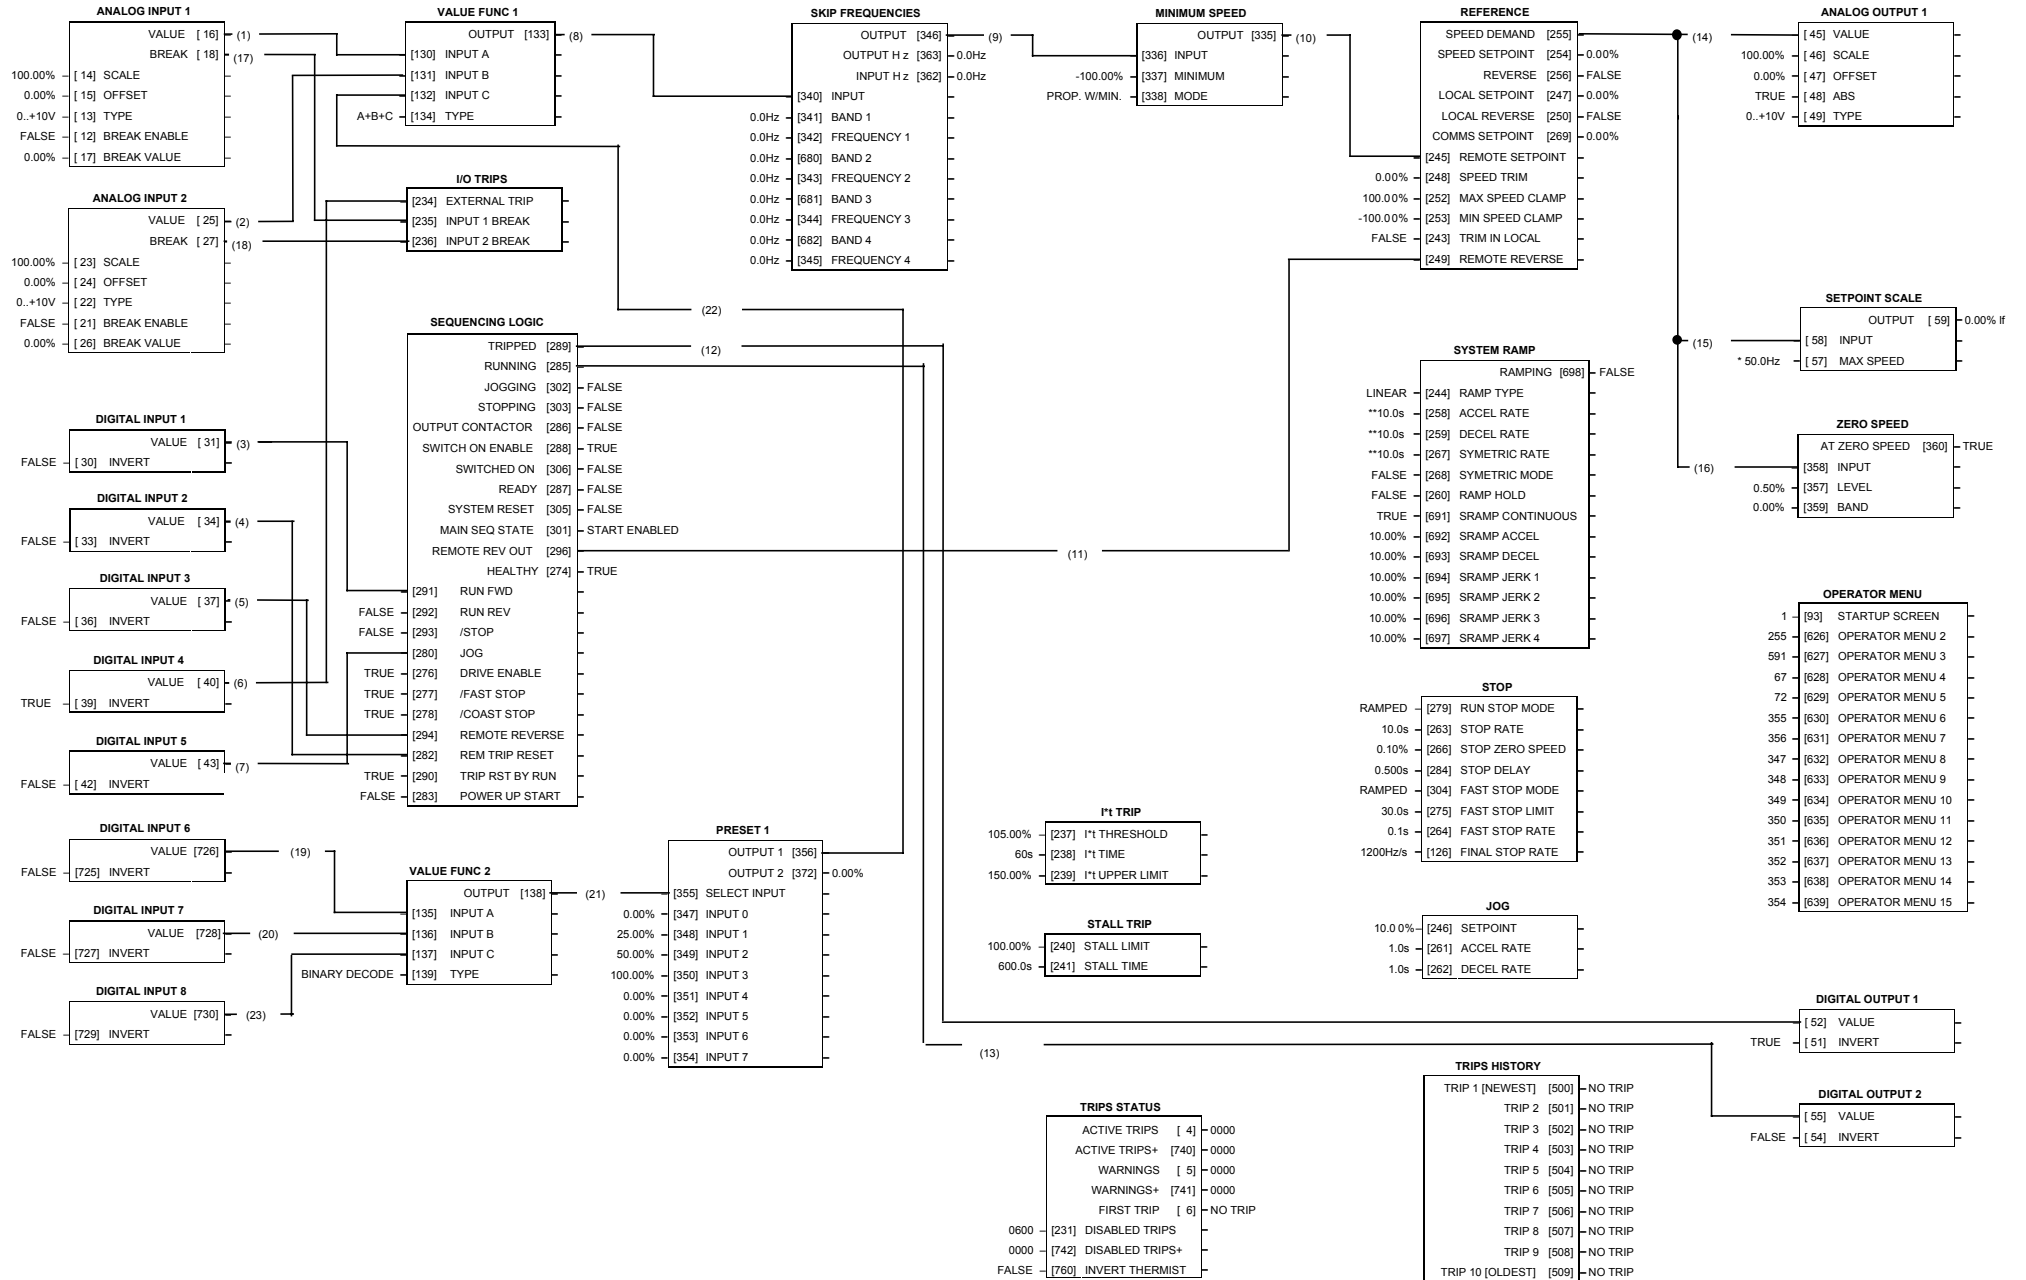 ANALOG INPUT 1
VALUE [ 16] (1)
BREAK [ 18] (17)
100.00% [ 14] SCALE
0.00% [ 15] OFFSET
0..+10V [ 13] TYPE
FALSE [ 12] BREAK ENABLE
0.00% [ 17] BREAK VALUE
ANALOG INPUT 2
VALUE [ 25] (2)
BREAK [ 27] (18)
100.00% [ 23] SCALE
0.00% [ 24] OFFSET
0..+10V [ 22] TYPE
FALSE [ 21] BREAK ENABLE
0.00% [ 26] BREAK VALUE
DIGITAL INPUT 1
VALUE [ 31] (3)
FALSE [ 30] INVERT
DIGITAL INPUT 2
VALUE [ 34] (4)
FALSE [ 33] INVERT
DIGITAL INPUT 3
VALUE [ 37] (5)
FALSE [ 36] INVERT
DIGITAL INPUT 4
VALUE [ 40] (6)
TRUE [ 39] INVERT
DIGITAL INPUT 5
VALUE [ 43] (7)
FALSE [ 42] INVERT
DIGITAL INPUT 6
VALUE [726] (19)
FALSE [725] INVERT
DIGITAL INPUT 7
VALUE [728] (20)
FALSE [727] INVERT
DIGITAL INPUT 8
VALUE [730] (23)
FALSE [729] INVERT
VALUE FUNC 1
OUTPUT [133] (8)
[130] INPUT A
[131] INPUT B
[132] INPUT C
A+B+C [134] TYPE
I/O TRIPS
[234] EXTERNAL TRIP
[235] INPUT 1 BREAK
[236] INPUT 2 BREAK
(22)
SEQUENCING LOGIC
TRIPPED [289] (12)
RUNNING [285]
JOGGING [302] FALSE
STOPPING [303] FALSE
OUTPUT CONTACTOR [286] FALSE
SWITCH ON ENABLE [288] TRUE
SWITCHED ON [306] FALSE
READY [287] FALSE
SYSTEM RESET [305] FALSE
MAIN SEQ STATE [301] START ENABLED
REMOTE REV OUT [296] (11)
HEALTHY [274] TRUE
[291] RUN FWD
FALSE [292] RUN REV
FALSE [293] /STOP
[280] JOG
TRUE [276] DRIVE ENABLE
TRUE [277] /FAST STOP
TRUE [278] /COAST STOP
[294] REMOTE REVERSE
[282] REM TRIP RESET
TRUE [290] TRIP RST BY RUN
FALSE [283] POWER UP START
VALUE FUNC 2
OUTPUT [138] (21)
[135] INPUT A
[136] INPUT B
[137] INPUT C
BINARY DECODE [139] TYPE
PRESET 1
OUTPUT 1 [356]
OUTPUT 2 [372] 0.00%
[355] SELECT INPUT
0.00% [347] INPUT 0
25.00% [348] INPUT 1
50.00% [349] INPUT 2
100.00% [350] INPUT 3
0.00% [351] INPUT 4
0.00% [352] INPUT 5
0.00% [353] INPUT 6
0.00% [354] INPUT 7
SKIP FREQUENCIES
OUTPUT [346] (9)
OUTPUT H z [363] 0.0Hz
INPUT H z [362] 0.0Hz
[340] INPUT
0.0Hz [341] BAND 1
0.0Hz [342] FREQUENCY 1
0.0Hz [680] BAND 2
0.0Hz [343] FREQUENCY 2
0.0Hz [681] BAND 3
0.0Hz [344] FREQUENCY 3
0.0Hz [682] BAND 4
0.0Hz [345] FREQUENCY 4
MINIMUM SPEED
OUTPUT [335] (10)
[336] INPUT
-100.00% [337] MINIMUM
PROP. W/MIN. [338] MODE
I*t TRIP
105.00% [237] I*t THRESHOLD
60s [238] I*t TIME
150.00% [239] I*t UPPER LIMIT
STALL TRIP
100.00% [240] STALL LIMIT
600.0s [241] STALL TIME
(13)
TRIPS STATUS
ACTIVE TRIPS [ 4] 0000
ACTIVE TRIPS+ [740] 0000
WARNINGS [ 5] 0000
WARNINGS+ [741] 0000
FIRST TRIP [ 6] NO TRIP
0600 [231] DISABLED TRIPS
0000 [742] DISABLED TRIPS+
FALSE [760] INVERT THERMIST
REFERENCE
SPEED DEMAND [255]
SPEED SETPOINT [254] 0.00%
REVERSE [256] FALSE
LOCAL SETPOINT [247] 0.00%
LOCAL REVERSE [250] FALSE
COMMS SETPOINT [269] 0.00%
[245] REMOTE SETPOINT
0.00% [248] SPEED TRIM
100.00% [252] MAX SPEED CLAMP
-100.00% [253] MIN SPEED CLAMP
FALSE [243] TRIM IN LOCAL
[249] REMOTE REVERSE
SYSTEM RAMP
RAMPING [698] FALSE
LINEAR [244] RAMP TYPE
**10.0s [258] ACCEL RATE
**10.0s [259] DECEL RATE
**10.0s [267] SYMETRIC RATE
FALSE [268] SYMETRIC MODE
FALSE [260] RAMP HOLD
TRUE [691] SRAMP CONTINUOUS
10.00% [692] SRAMP ACCEL
10.00% [693] SRAMP DECEL
10.00% [694] SRAMP JERK 1
10.00% [695] SRAMP JERK 2
10.00% [696] SRAMP JERK 3
10.00% [697] SRAMP JERK 4
STOP
RAMPED [279] RUN STOP MODE
10.0s [263] STOP RATE
0.10% [266] STOP ZERO SPEED
0.500s [284] STOP DELAY
RAMPED [304] FAST STOP MODE
30.0s [275] FAST STOP LIMIT
0.1s [264] FAST STOP RATE
1200Hz/s [126] FINAL STOP RATE
JOG
10.0 0% [246] SETPOINT
1.0s [261] ACCEL RATE
1.0s [262] DECEL RATE
TRIPS HISTORY
TRIP 1 [NEWEST] [500] NO TRIP
TRIP 2 [501] NO TRIP
TRIP 3 [502] NO TRIP
TRIP 4 [503] NO TRIP
TRIP 5 [504] NO TRIP
TRIP 6 [505] NO TRIP
TRIP 7 [506] NO TRIP
TRIP 8 [507] NO TRIP
TRIP 9 [508] NO TRIP
TRIP 10 [OLDEST] [509] NO TRIP
ANALOG OUTPUT 1
(14) [ 45] VALUE
100.00% [ 46] SCALE
0.00% [ 47] OFFSET
TRUE [ 48] ABS
0..+10V [ 49] TYPE
SETPOINT SCALE
OUTPUT [ 59] 0.00% lf
(15) [ 58] INPUT
* 50.0Hz [ 57] MAX SPEED
ZERO SPEED
AT ZERO SPEED [360] TRUE
(16) [358] INPUT
0.50% [357] LEVEL
0.00% [359] BAND
OPERATOR MENU
1 [93] STARTUP SCREEN
255 [626] OPERATOR MENU 2
591 [627] OPERATOR MENU 3
67 [628] OPERATOR MENU 4
72 [629] OPERATOR MENU 5
355 [630] OPERATOR MENU 6
356 [631] OPERATOR MENU 7
347 [632] OPERATOR MENU 8
348 [633] OPERATOR MENU 9
349 [634] OPERATOR MENU 10
350 [635] OPERATOR MENU 11
351 [636] OPERATOR MENU 12
352 [637] OPERATOR MENU 13
353 [638] OPERATOR MENU 14
354 [639] OPERATOR MENU 15
DIGITAL OUTPUT 1
[ 52] VALUE
TRUE [ 51] INVERT
DIGITAL OUTPUT 2
[ 55] VALUE
FALSE [ 54] INVERT